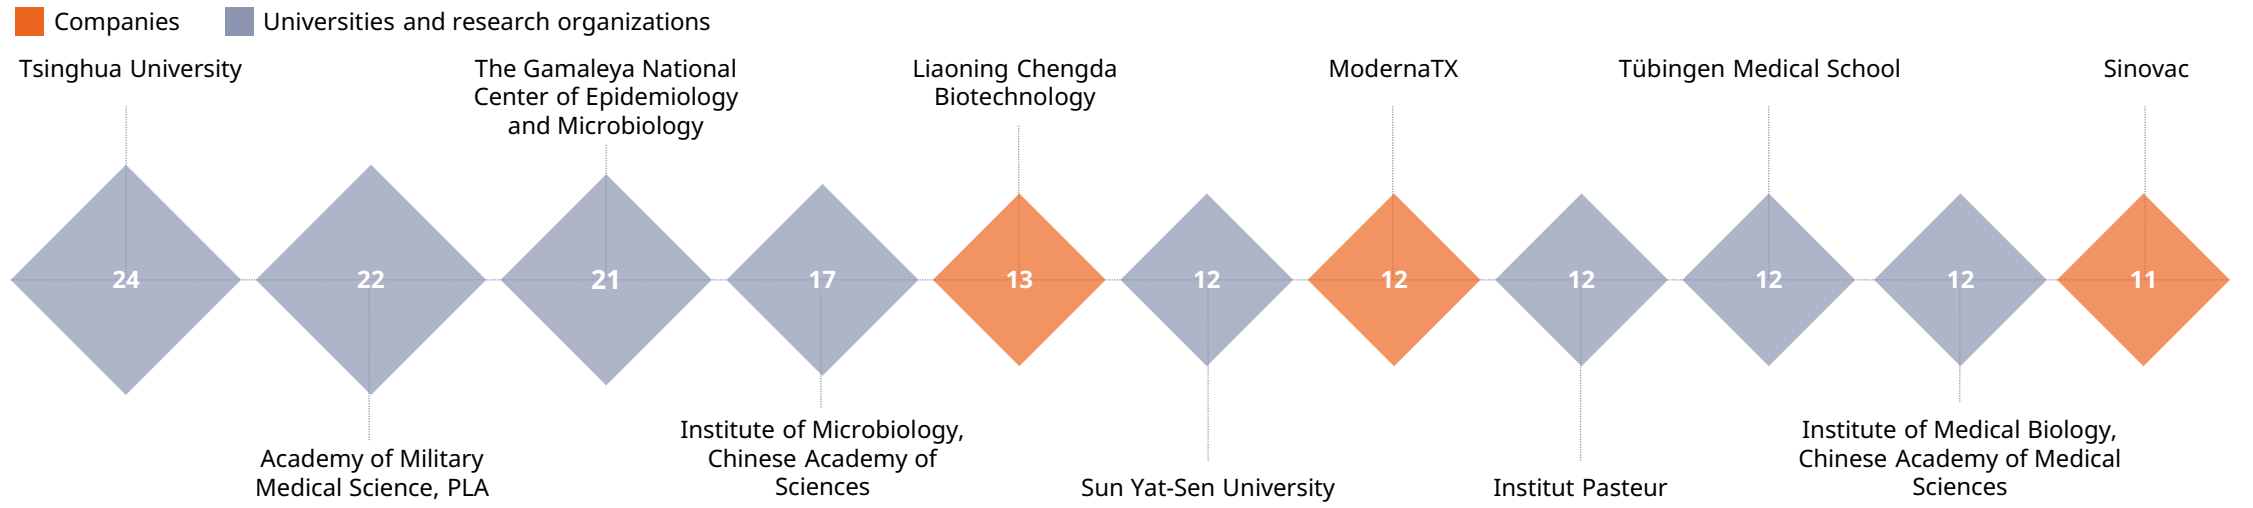 Companies
Universities and research organizations
Tsinghua University
The Gamaleya National
Center of Epidemiology
and Microbiology
Liaoning Chengda
Biotechnology
ModernaTX
Tübingen Medical School
Sinovac
24
22
21
17
13
12
12
12
12
12
11
Academy of Military
Medical Science, PLA
Institute of Microbiology,
Chinese Academy of
Sciences
Sun Yat-Sen University
Institut Pasteur
Institute of Medical Biology,
Chinese Academy of Medical
Sciences